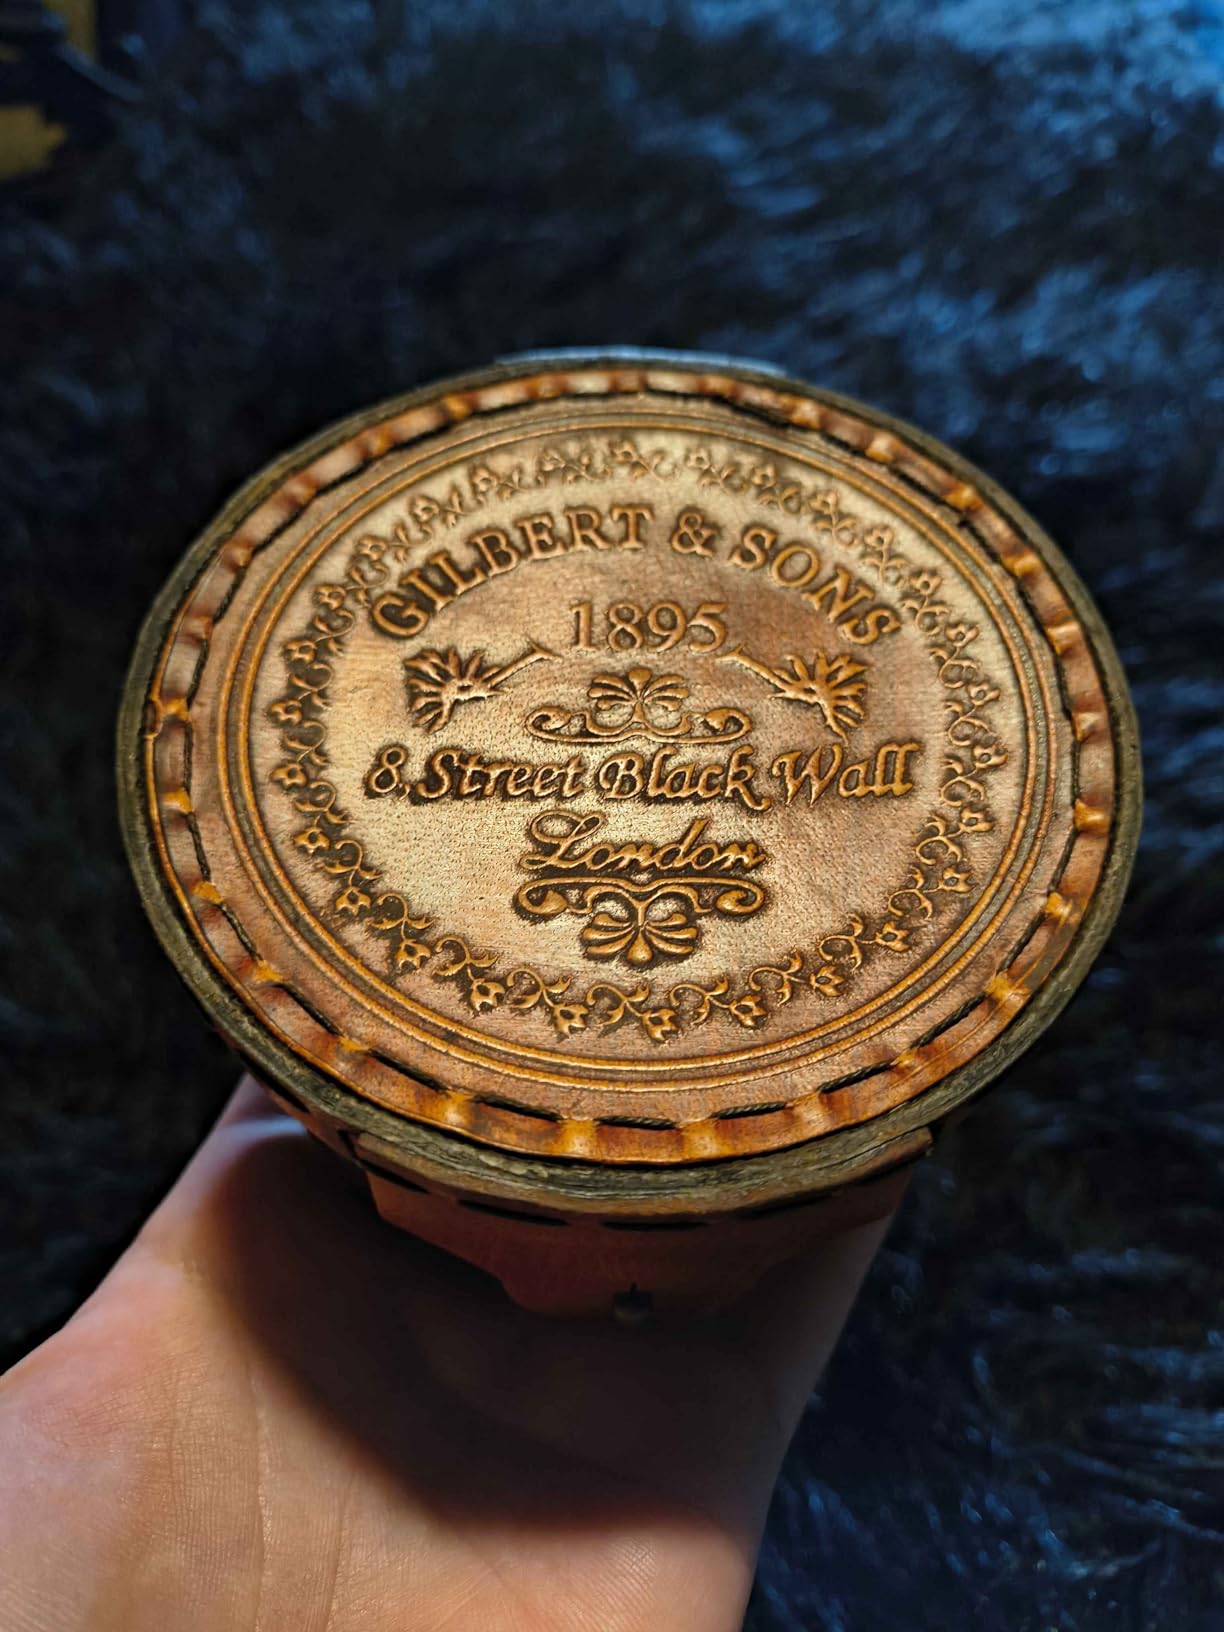 GILBERT & SONS
1895
8, Street Black Wall
London